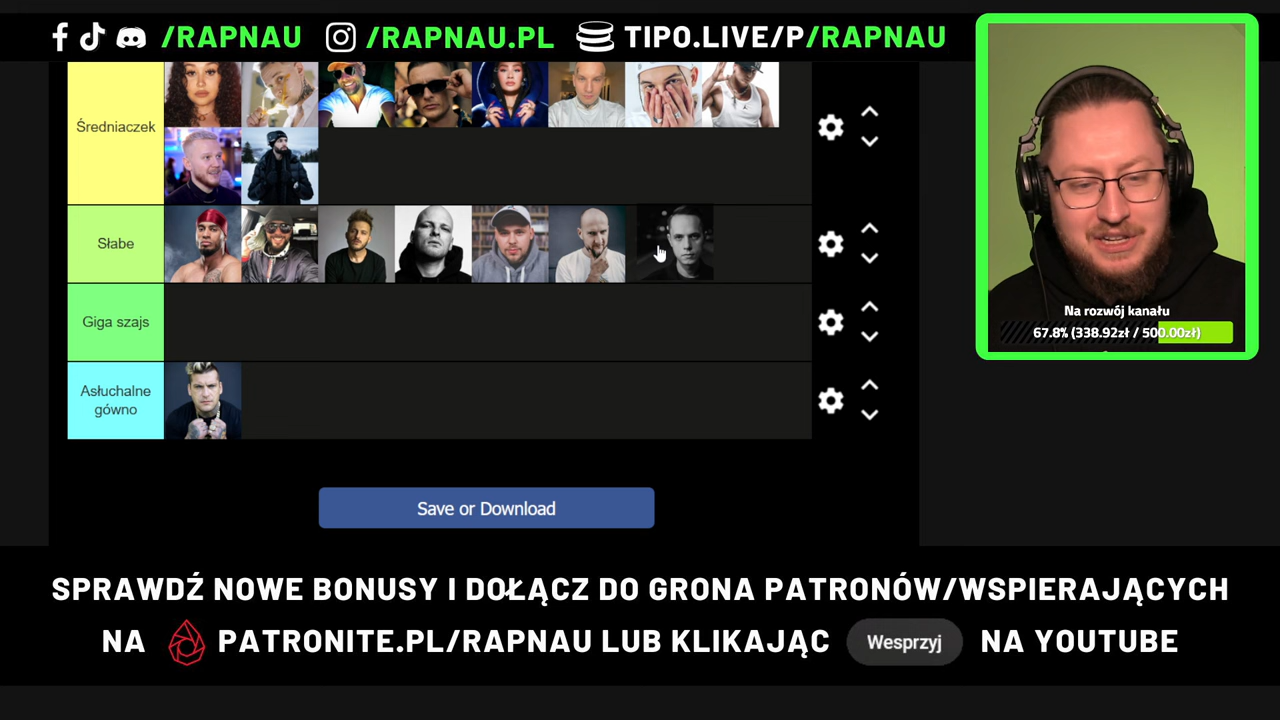 /RAPNAU /RAPNAU.PL TIPO.LIVE/P/RAPNAU
Średniaczek
Słabe
Giga szajs
Asłuchalne
gówno
Save or Download
Na rozwój kanału
67.8% (338.92zł / 500.00zł)
SPRAWDŹ NOWE BONUSY I DOŁĄCZ DO GRONA PATRONÓW/WSPIERAJĄCYCH
NA PATRONITE.PL/RAPNAU LUB KLIKAJĄC Wesprzyj NA YOUTUBE